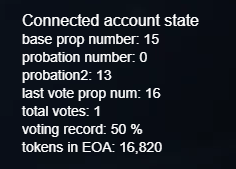 Connected account state
base prop number: 15
probation number: 0
probation2: 13
last vote prop num: 16
total votes: 1
voting record: 50 %
tokens in EOA: 16,820